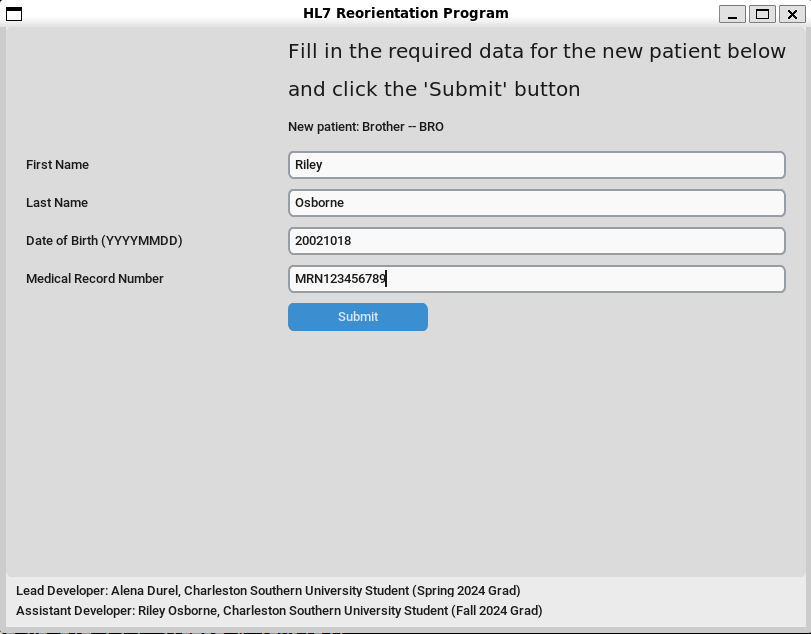 HL7 Reorientation Program
Fill in the required data for the new patient below
and click the 'Submit' button
New patient: Brother -- BRO
First Name Riley
Last Name Osborne
Date of Birth (YYYYMMDD) 20021018
Medical Record Number MRN123456789
Submit
Lead Developer: Alena Durel, Charleston Southern University Student (Spring 2024 Grad)
Assistant Developer: Riley Osborne, Charleston Southern University Student (Fall 2024 Grad)